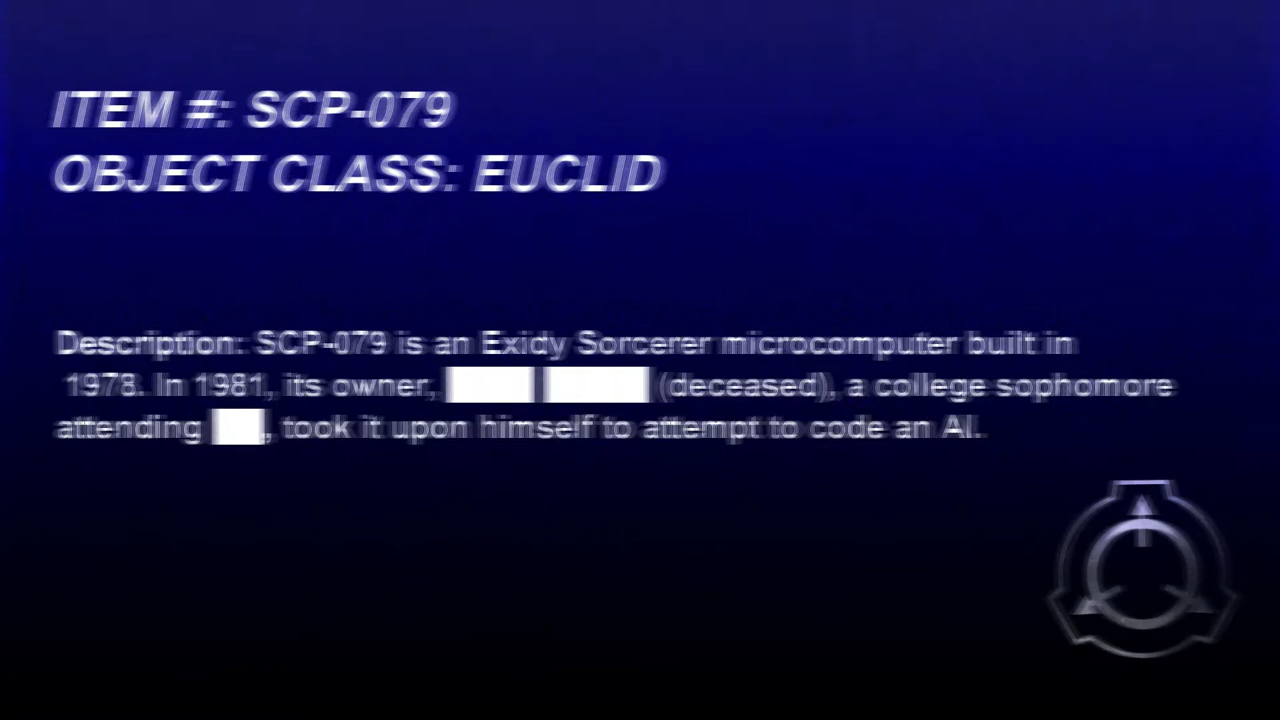 ITEM #: SCP-079
OBJECT CLASS: EUCLID
Description: SCP-079 is an Exidy Sorcerer microcomputer built in
1978. In 1981, its owner, (deceased), a college sophomore
attending , took it upon himself to attempt to code an AI.